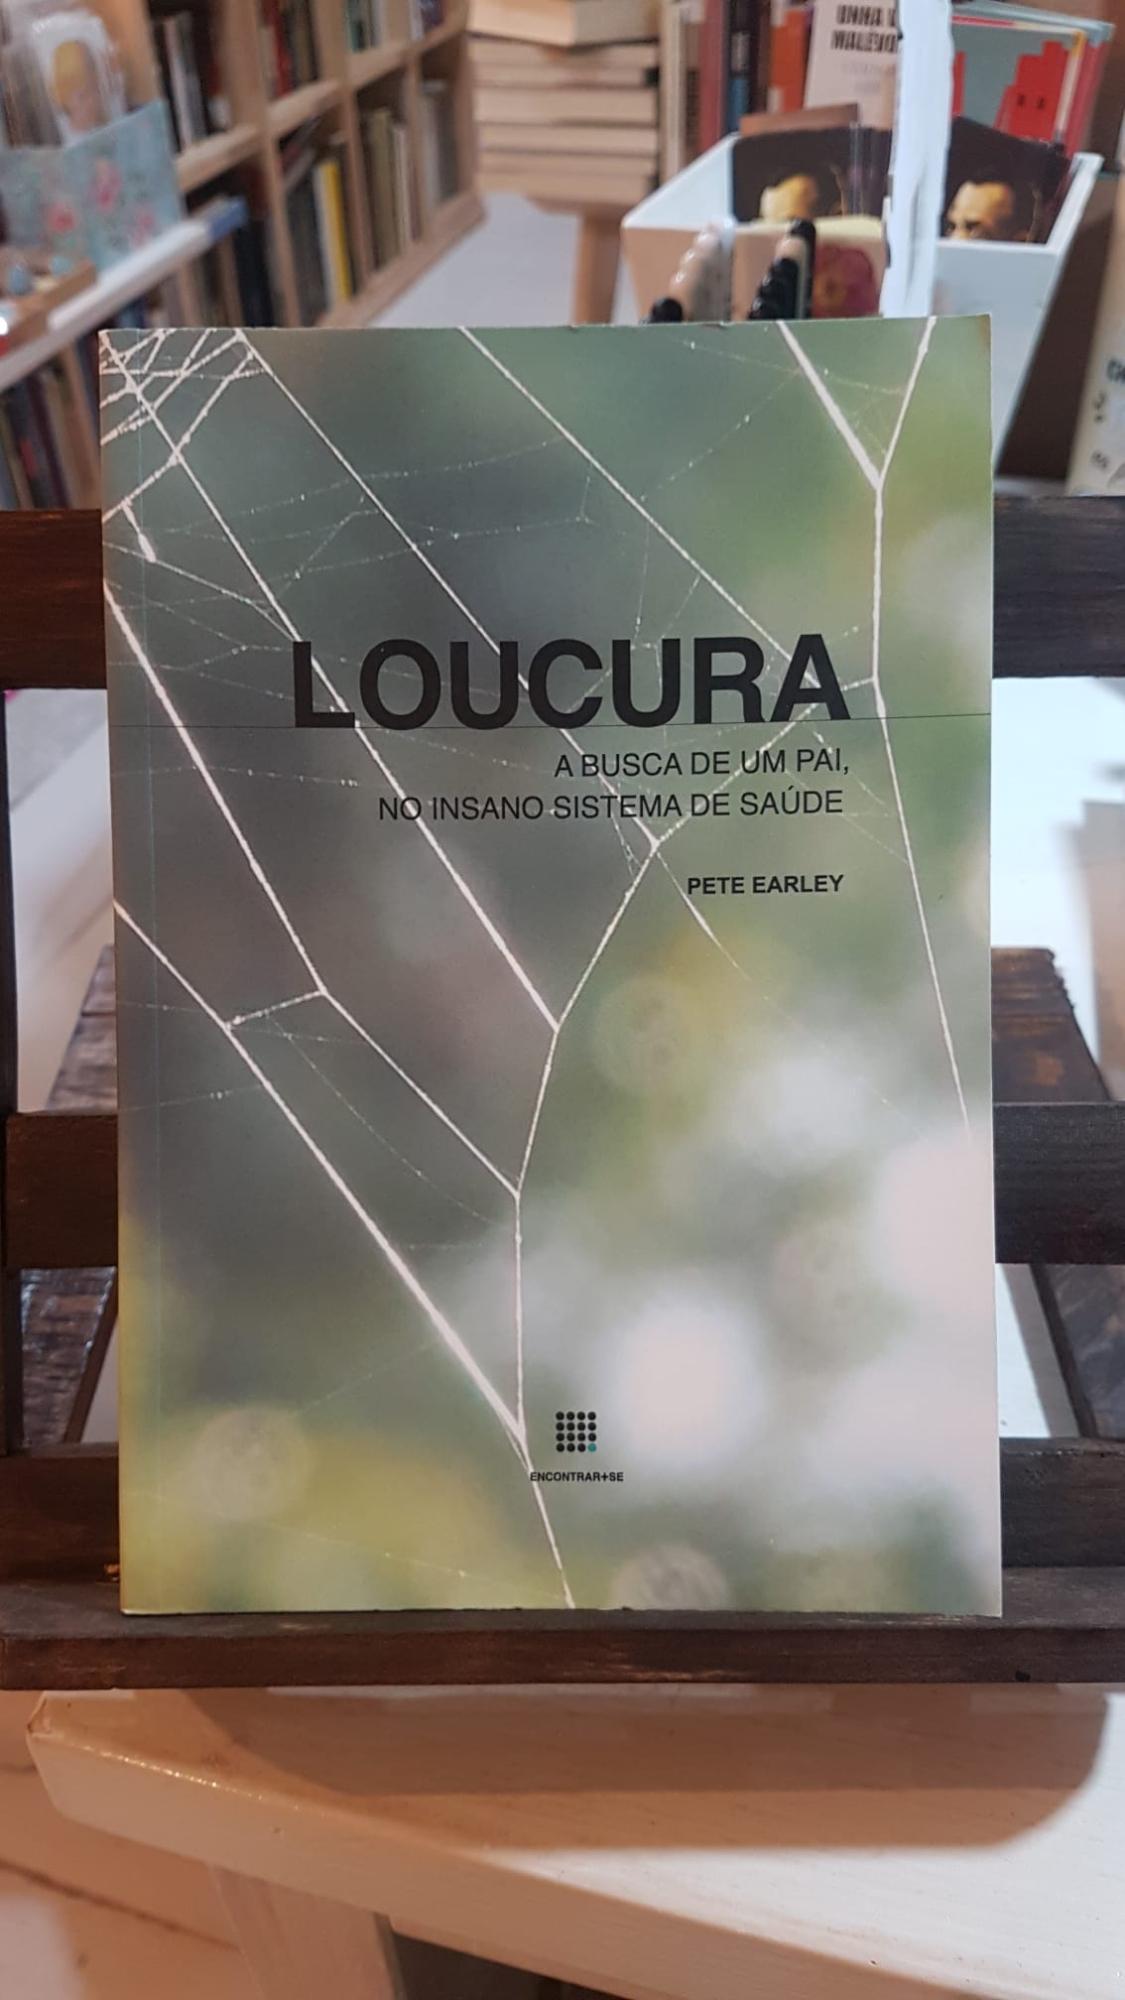 LOUCURA
A BUSCA DE UM PAI,
NO INSANO SISTEMA DE SAÚDE
PETE EARLEY
ENCONTRAR+SE